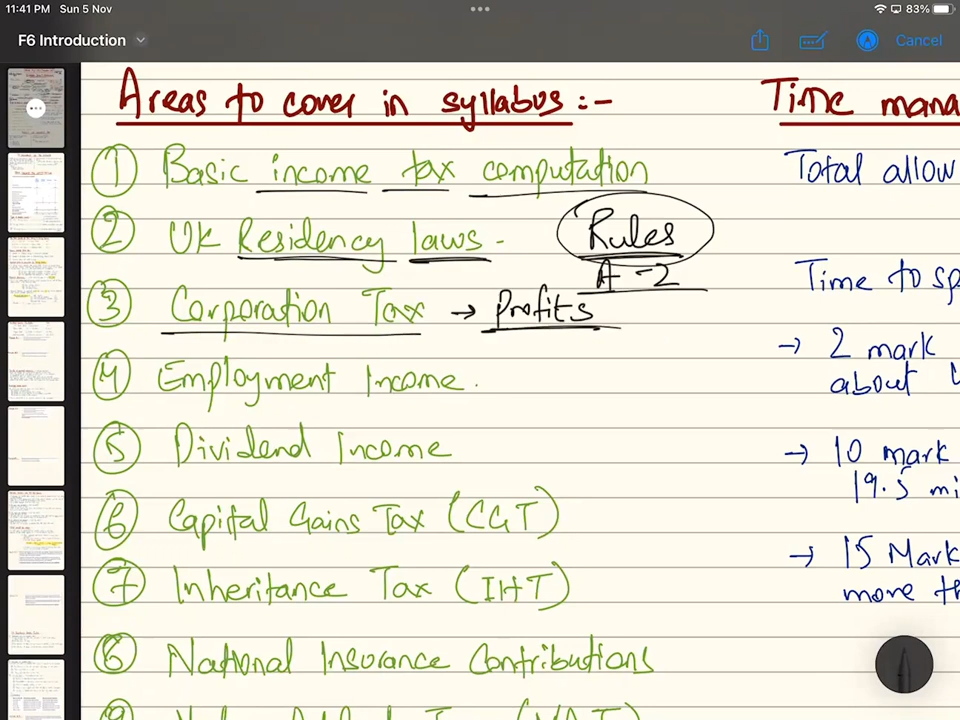 11:41 PM Sun 5 Nov
83%
F6 Introduction
Cancel
Areas to cover in syllabus :-
① Basic income tax computation
② UK Residency laws - Rules
A-2
③ Corporation Tax → Profits
④ Employment Income.
⑤ Dividend Income
⑥ Capital Gains Tax (CGT)
⑦ Inheritance Tax (IHT)
⑧ National Insurance Contributions
Time mana
Total allow
Time to sp
→ 2 mark
about
→ 10 mark
19.5 mi
→ 15 Mark
more th